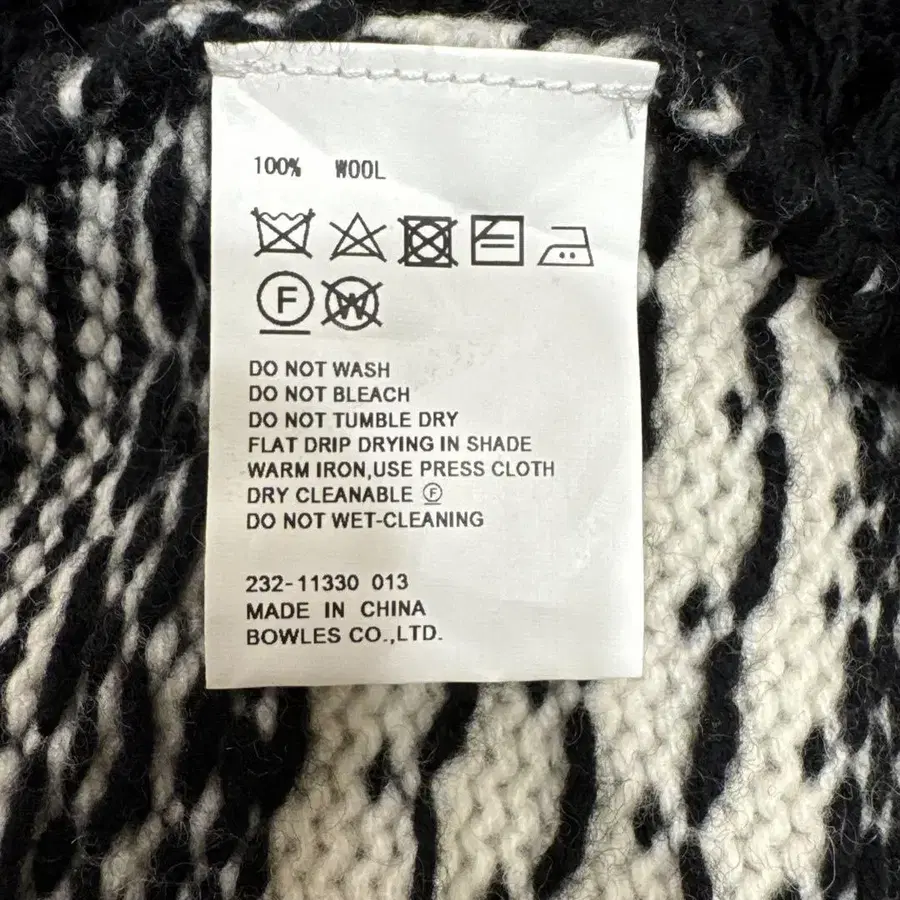 100% WOOL
F W
DO NOT WASH
DO NOT BLEACH
DO NOT TUMBLE DRY
FLAT DRIP DRYING IN SHADE
WARM IRON,USE PRESS CLOTH
DRY CLEANABLE Ⓕ
DO NOT WET-CLEANING
232-11330 013
MADE IN CHINA
BOWLES CO.,LTD.